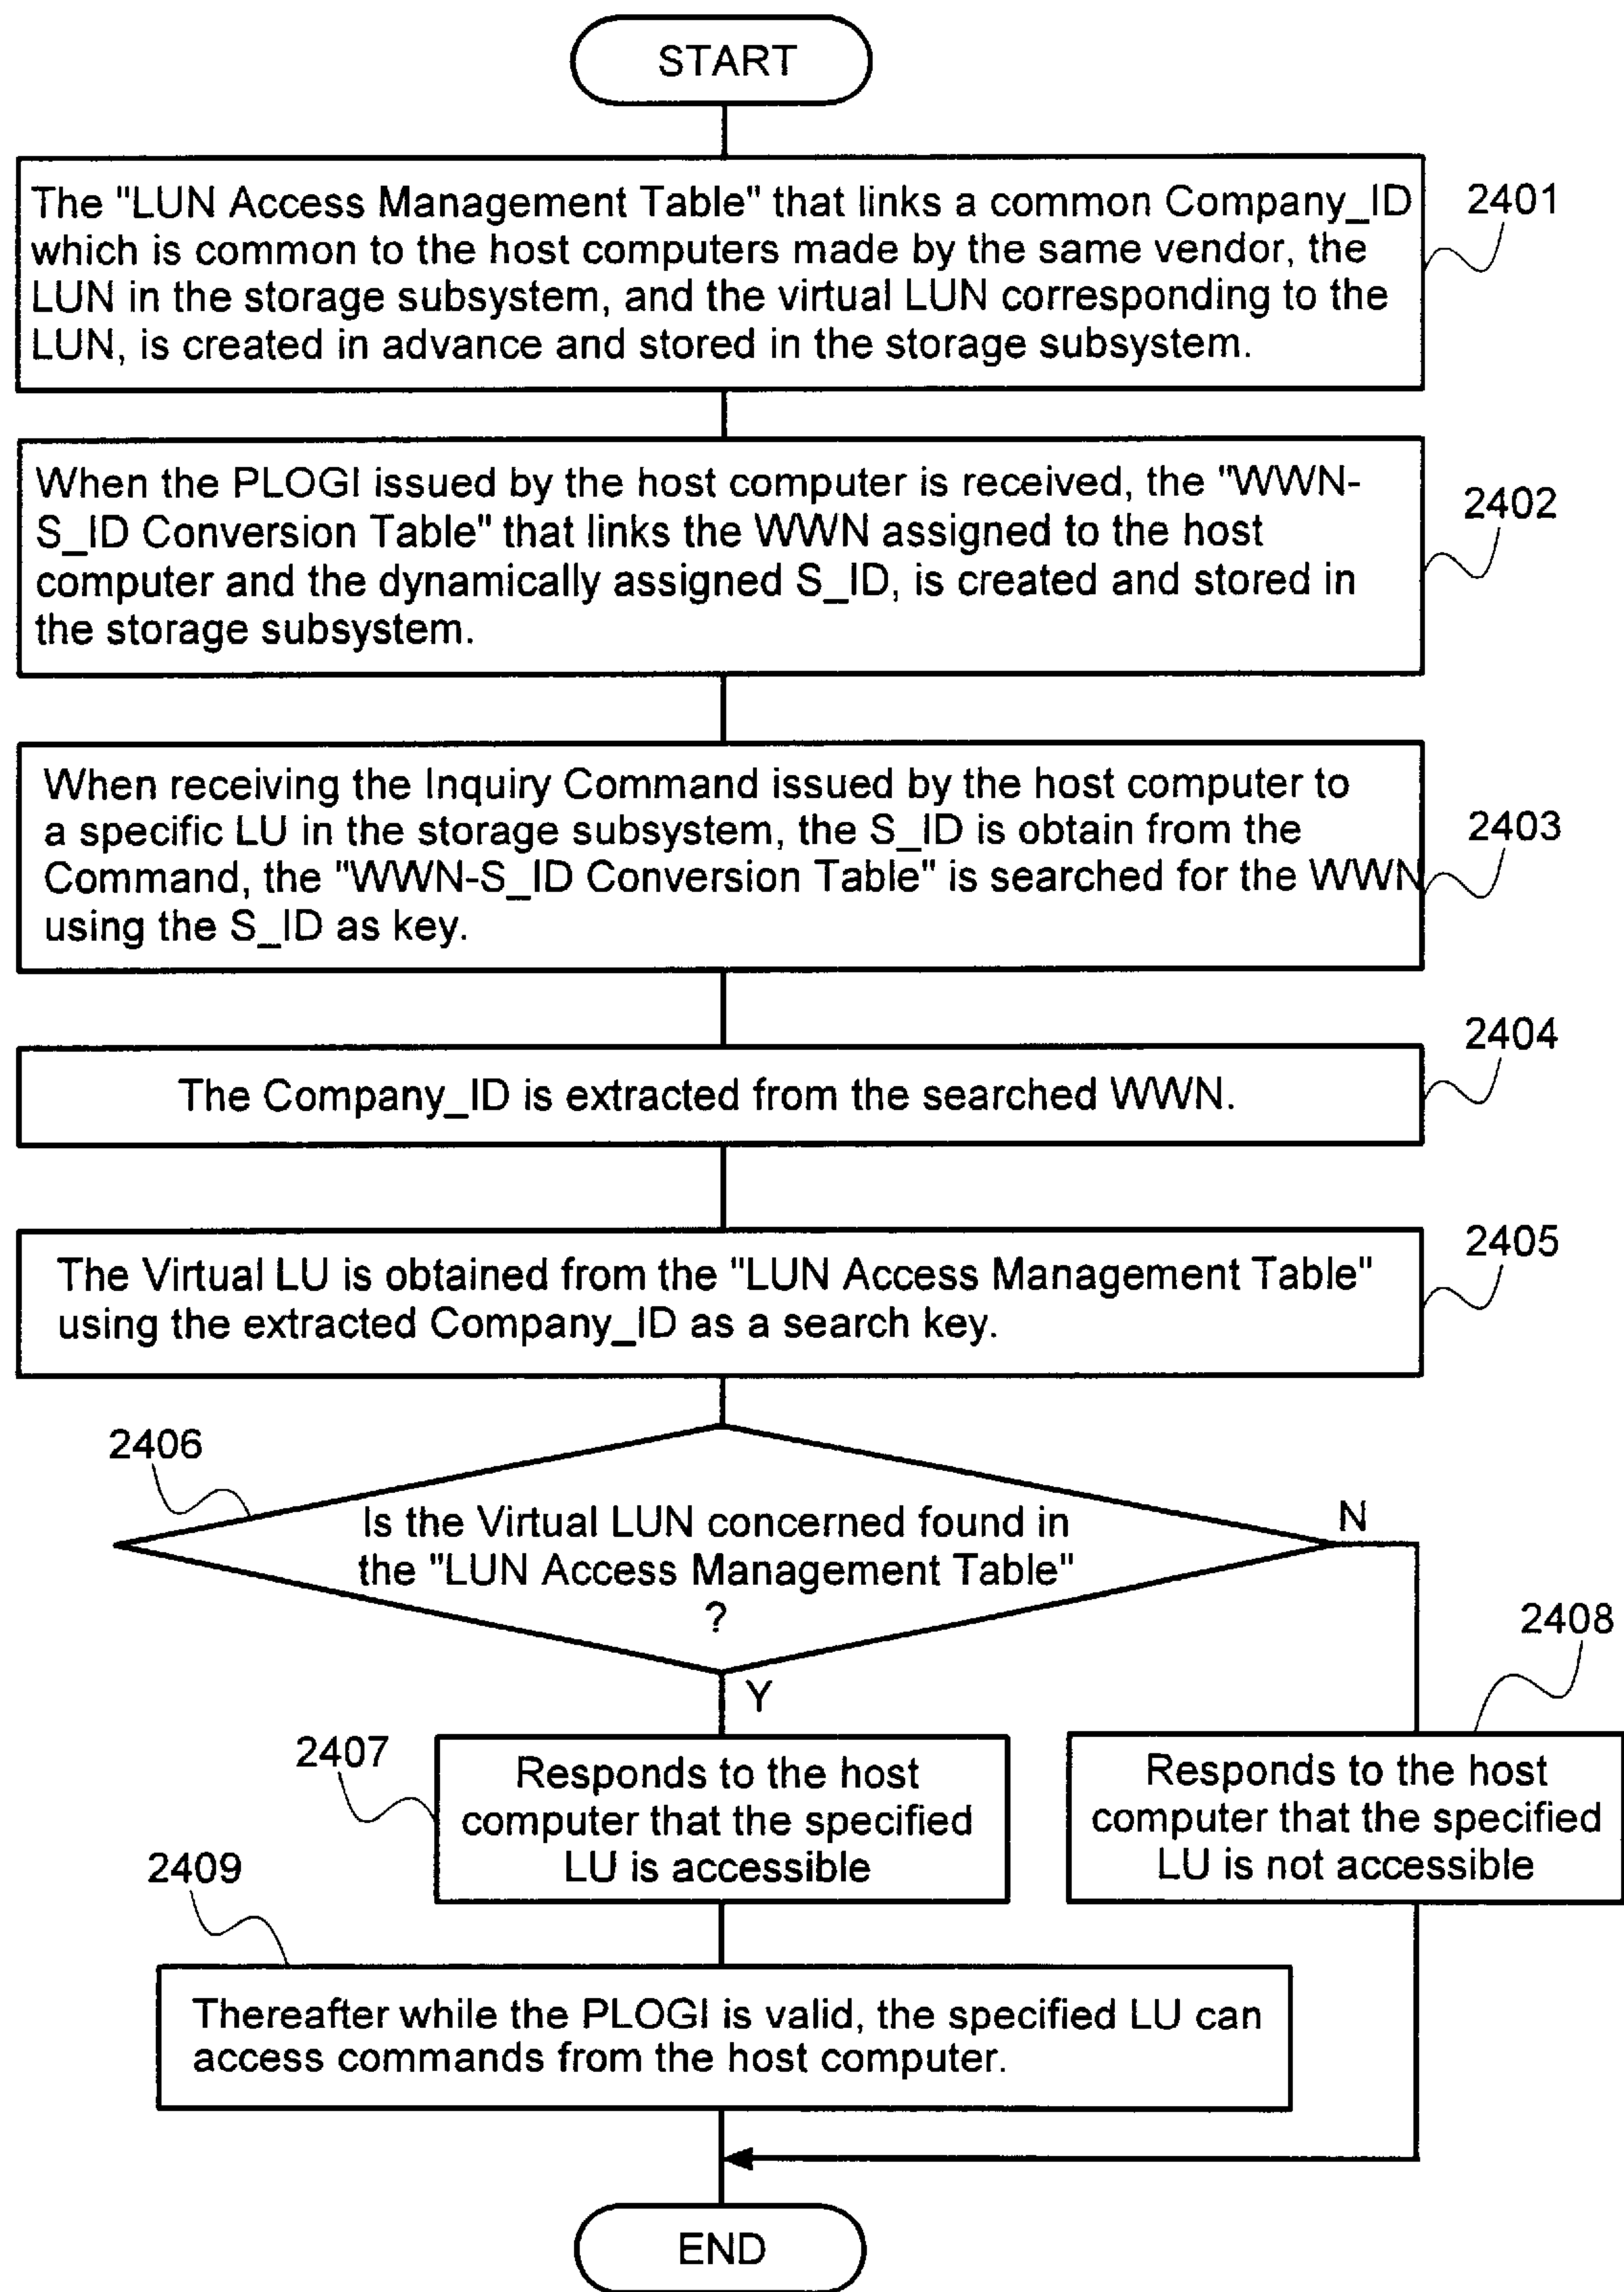 START
The "LUN Access Management Table" that links a common Company_ID
which is common to the host computers made by the same vendor, the
LUN in the storage subsystem, and the virtual LUN corresponding to the
LUN, is created in advance and stored in the storage subsystem.
2401
When the PLOGI issued by the host computer is received, the "WWN-
S_ID Conversion Table" that links the WWN assigned to the host
computer and the dynamically assigned S_ID, is created and stored in
the storage subsystem.
2402
When receiving the Inquiry Command issued by the host computer to
a specific LU in the storage subsystem, the S_ID is obtain from the
Command, the "WWN-S_ID Conversion Table" is searched for the WWN
using the S_ID as key.
2403
2404
The Company_ID is extracted from the searched WWN.
2405
The Virtual LU is obtained from the "LUN Access Management Table"
using the extracted Company_ID as a search key.
2406
Is the Virtual LUN concerned found in
the "LUN Access Management Table"
?
N
Y
2408
2407
Responds to the host
computer that the specified
LU is accessible
Responds to the host
computer that the specified
LU is not accessible
2409
Thereafter while the PLOGI is valid, the specified LU can
access commands from the host computer.
END